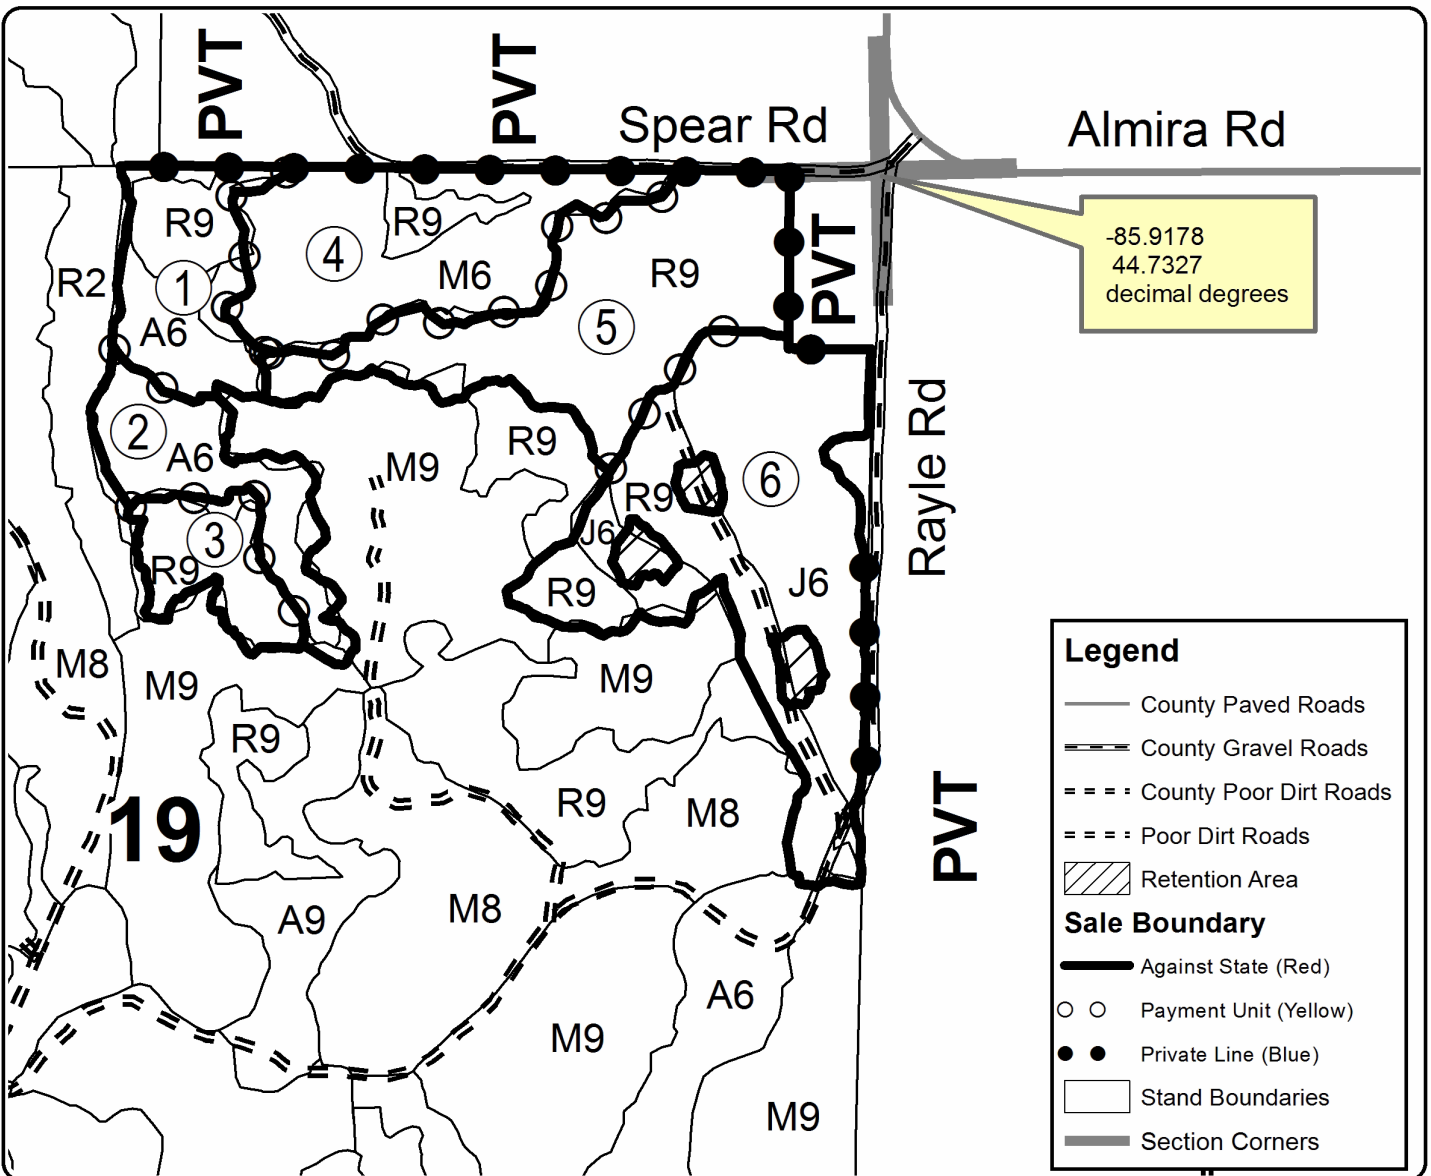 PVT
PVT
Spear Rd
Almira Rd
-85.9178
44.7327
decimal degrees
PVT
R9
R9
4
M6
R9
R2
1
A6
5
Rayle Rd
2
A6
M9
R9
6
R9
3
R9
J6
R9
J6
M8
M9
M9
R9
19
R9
M8
PVT
A9
M8
A6
M9
M9
Legend
County Paved Roads
County Gravel Roads
County Poor Dirt Roads
Poor Dirt Roads
Retention Area
Sale Boundary
Against State (Red)
Payment Unit (Yellow)
Private Line (Blue)
Stand Boundaries
Section Corners